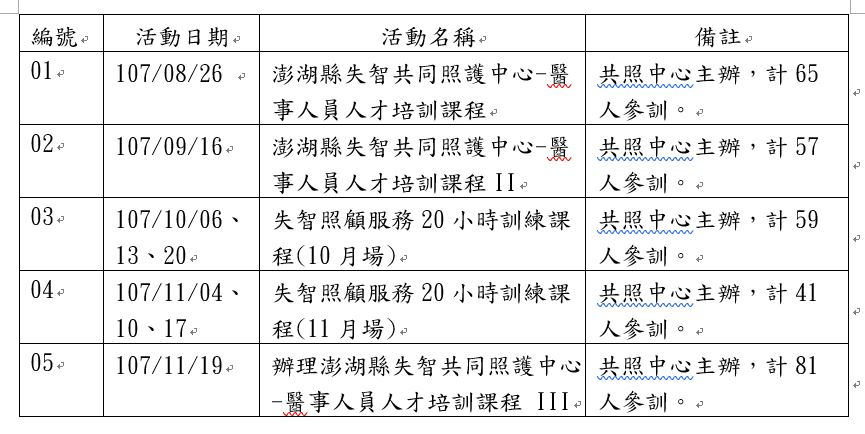 編號 活動日期 活動名稱 備註
01 107/08/26 澎湖縣失智共同照護中心-醫 共照中心主辦，計 65
事人員人才培訓課程 人參訓。
02 107/09/16 澎湖縣失智共同照護中心-醫 共照中心主辦，計 57
事人員人才培訓課程 II 人參訓。
03 107/10/06、 失智照顧服務 20 小時訓練課 共照中心主辦，計 59
13、20 程(10 月場) 人參訓。
04 107/11/04、 失智照顧服務 20 小時訓練課 共照中心主辦，計 41
10、17 程(11 月場) 人參訓。
05 107/11/19 辦理澎湖縣失智共同照護中心 共照中心主辦，計 81
-醫事人員人才培訓課程 III 人參訓。